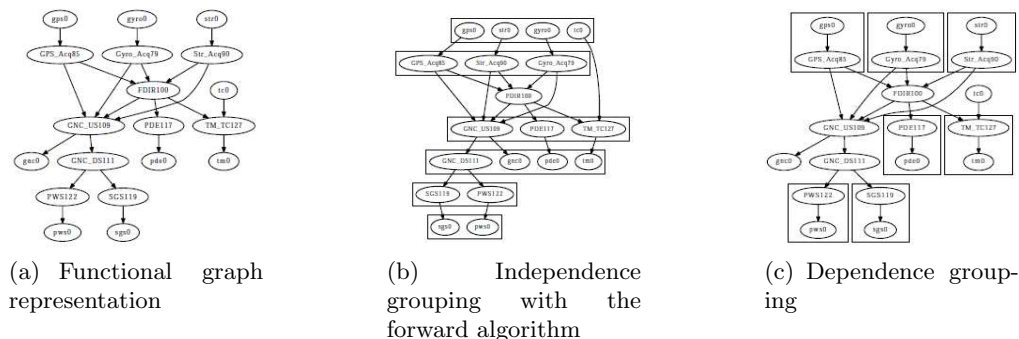 gps0 gyro0 str0
GPS_Acq85 Gyro_Acq79 Str_Acq90
FDIR100
tc0
GNC_US109 PDE117 TM_TC127
gnc0 GNC_DS111 pde0 tm0
PWS122 SGS119
pws0 sgs0
(a) Functional graph
representation
gps0 str0 gyro0 tc0
GPS_Acq85 Str_Acq90 Gyro_Acq79
FDIR100
GNC_US109 PDE117 TM_TC127
GNC_DS111 gnc0 pde0 tm0
SGS119 PWS122
sgs0 pws0
(b) Independence
grouping with the
forward algorithm
gps0 gyro0 str0
GPS_Acq85 Gyro_Acq79 Str_Acq90
FDIR100 tc0
GNC_US109 PDE117 TM_TC127
gnc0 GNC_DS111 pde0 tm0
PWS122 SGS119
pws0 sgs0
(c) Dependence group-
ing